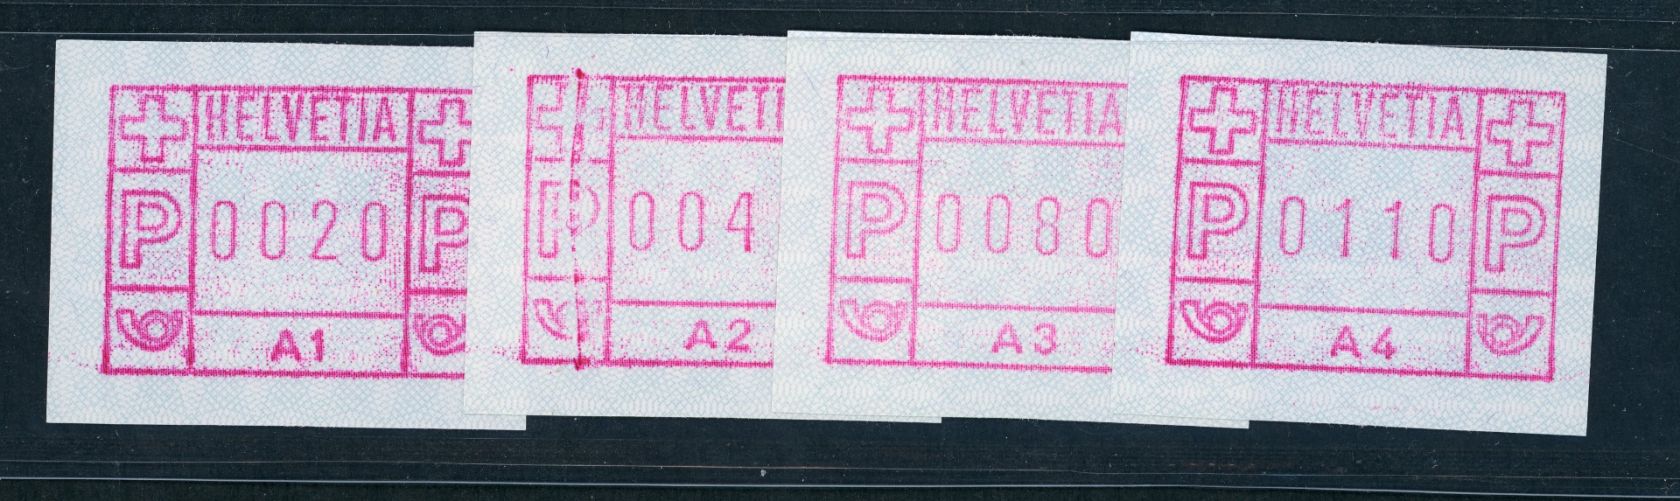 HELVETIA
P 0020 P
A1
HELVETI
P 004
A2
HELVETIA
P 0080
A3
HELVETIA
P 0110 P
A4